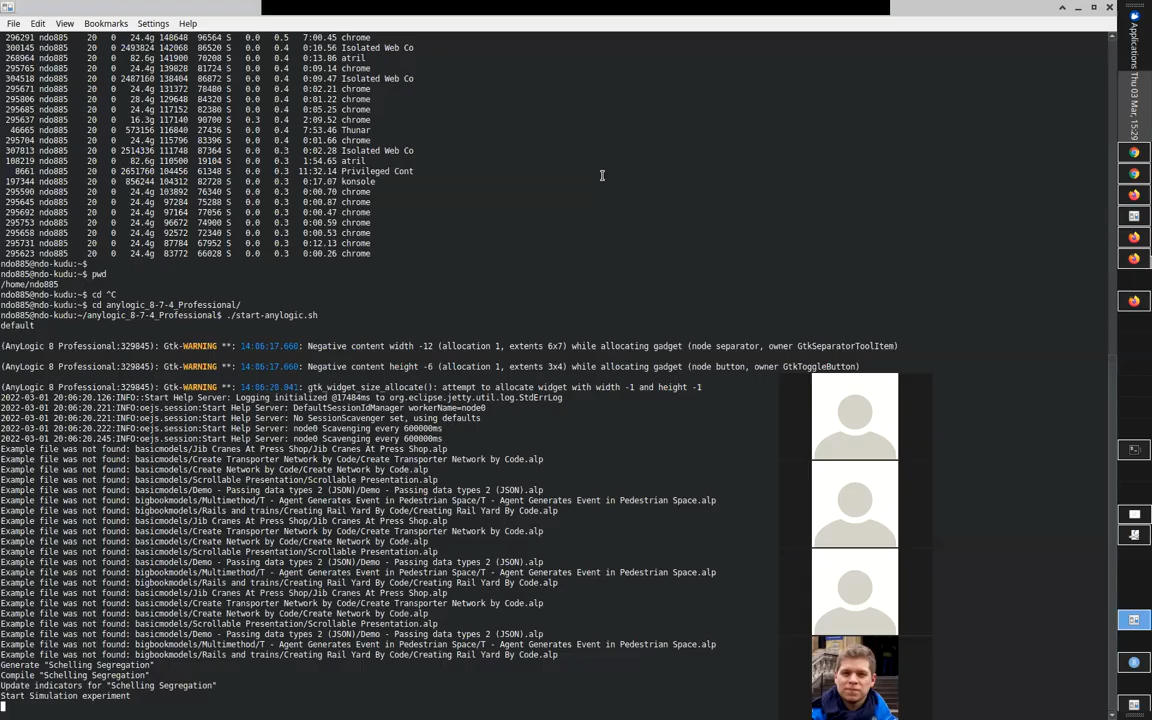 File Edit View Bookmarks Settings Help
296291 ndo885 20 0 24.4g 148648 96564 S 0.0 0.5 7:00.45 chrome
300145 ndo885 20 0 2493824 142068 86520 S 0.0 0.4 0:10.56 Isolated Web Co
268964 ndo885 20 0 82.6g 141900 70208 S 0.0 0.4 0:13.86 atril
295765 ndo885 20 0 24.4g 139828 81724 S 0.0 0.4 0:09.14 chrome
304518 ndo885 20 0 2487160 138404 86872 S 0.0 0.4 0:09.47 Isolated Web Co
295671 ndo885 20 0 24.4g 131372 78480 S 0.0 0.4 0:02.21 chrome
295806 ndo885 20 0 28.4g 129648 84320 S 0.0 0.4 0:01.22 chrome
295685 ndo885 20 0 24.4g 117152 82380 S 0.0 0.4 0:05.25 chrome
295637 ndo885 20 0 16.3g 117140 90700 S 0.3 0.4 2:09.52 chrome
46665 ndo885 20 0 573156 116840 27436 S 0.0 0.4 7:53.46 Thunar
295704 ndo885 20 0 24.4g 115796 83396 S 0.0 0.4 0:01.66 chrome
307813 ndo885 20 0 2514336 111748 87364 S 0.0 0.3 0:02.28 Isolated Web Co
108219 ndo885 20 0 82.6g 110500 19104 S 0.0 0.3 1:54.65 atril
8661 ndo885 20 0 2651760 104456 61348 S 0.0 0.3 11:32.14 Privileged Cont
197344 ndo885 20 0 856244 104312 82728 S 0.0 0.3 0:17.07 konsole
295590 ndo885 20 0 24.4g 103892 76340 S 0.0 0.3 0:00.70 chrome
295645 ndo885 20 0 24.4g 97284 75288 S 0.0 0.3 0:00.87 chrome
295692 ndo885 20 0 24.4g 97164 77056 S 0.0 0.3 0:00.47 chrome
295753 ndo885 20 0 24.4g 96672 74900 S 0.0 0.3 0:00.59 chrome
295658 ndo885 20 0 24.4g 92572 72340 S 0.0 0.3 0:00.53 chrome
295731 ndo885 20 0 24.4g 87784 67952 S 0.0 0.3 0:12.13 chrome
295623 ndo885 20 0 24.4g 83772 66028 S 0.0 0.3 0:00.26 chrome
ndo885@ndo-kudu:~$
ndo885@ndo-kudu:~$ pwd
/home/ndo885
ndo885@ndo-kudu:~$ cd ^C
ndo885@ndo-kudu:~$ cd anylogic_8-7-4_Professional/
ndo885@ndo-kudu:~/anylogic_8-7-4_Professional$ ./start-anylogic.sh
default
(AnyLogic 8 Professional:329845): Gtk-WARNING **: 14:06:17.660: Negative content width -12 (allocation 1, extents 6x7) while allocating gadget (node separator, owner GtkSeparatorToolItem)
(AnyLogic 8 Professional:329845): Gtk-WARNING **: 14:06:17.660: Negative content height -6 (allocation 1, extents 3x4) while allocating gadget (node button, owner GtkToggleButton)
(AnyLogic 8 Professional:329845): Gtk-WARNING **: 14:06:20.041: gtk_widget_size_allocate(): attempt to allocate widget with width -1 and height -1
2022-03-01 20:06:20.126:INFO::Start Help Server: Logging initialized @17484ms to org.eclipse.jetty.util.log.StdErrLog
2022-03-01 20:06:20.221:INFO:oejs.session:Start Help Server: DefaultSessionIdManager workerName=node0
2022-03-01 20:06:20.221:INFO:oejs.session:Start Help Server: No SessionScavenger set, using defaults
2022-03-01 20:06:20.222:INFO:oejs.session:Start Help Server: node0 Scavenging every 600000ms
2022-03-01 20:06:20.245:INFO:oejs.session:Start Help Server: node0 Scavenging every 600000ms
Example file was not found: basicmodels/Jib Cranes At Press Shop/Jib Cranes At Press Shop.alp
Example file was not found: basicmodels/Create Transporter Network by Code/Create Transporter Network by Code.alp
Example file was not found: basicmodels/Create Network by Code/Create Network by Code.alp
Example file was not found: basicmodels/Scrollable Presentation/Scrollable Presentation.alp
Example file was not found: basicmodels/Demo - Passing data types 2 (JSON)/Demo - Passing data types 2 (JSON).alp
Example file was not found: bigbookmodels/Multimethod/T - Agent Generates Event in Pedestrian Space/T - Agent Generates Event in Pedestrian Space.alp
Example file was not found: bigbookmodels/Rails and trains/Creating Rail Yard By Code/Creating Rail Yard By Code.alp
Example file was not found: basicmodels/Jib Cranes At Press Shop/Jib Cranes At Press Shop.alp
Example file was not found: basicmodels/Create Transporter Network by Code/Create Transporter Network by Code.alp
Example file was not found: basicmodels/Create Network by Code/Create Network by Code.alp
Example file was not found: basicmodels/Scrollable Presentation/Scrollable Presentation.alp
Example file was not found: basicmodels/Demo - Passing data types 2 (JSON)/Demo - Passing data types 2 (JSON).alp
Example file was not found: bigbookmodels/Multimethod/T - Agent Generates Event in Pedestrian Space/T - Agent Generates Event in Pedestrian Space.alp
Example file was not found: bigbookmodels/Rails and trains/Creating Rail Yard By Code/Creating Rail Yard By Code.alp
Example file was not found: basicmodels/Jib Cranes At Press Shop/Jib Cranes At Press Shop.alp
Example file was not found: basicmodels/Create Transporter Network by Code/Create Transporter Network by Code.alp
Example file was not found: basicmodels/Create Network by Code/Create Network by Code.alp
Example file was not found: basicmodels/Scrollable Presentation/Scrollable Presentation.alp
Example file was not found: basicmodels/Demo - Passing data types 2 (JSON)/Demo - Passing data types 2 (JSON).alp
Example file was not found: bigbookmodels/Multimethod/T - Agent Generates Event in Pedestrian Space/T - Agent Generates Event in Pedestrian Space.alp
Example file was not found: bigbookmodels/Rails and trains/Creating Rail Yard By Code/Creating Rail Yard By Code.alp
Generate "Schelling Segregation"
Compile "Schelling Segregation"
Update indicators for "Schelling Segregation"
Start Simulation experiment
Applications
Thu 03 Mar, 15:29